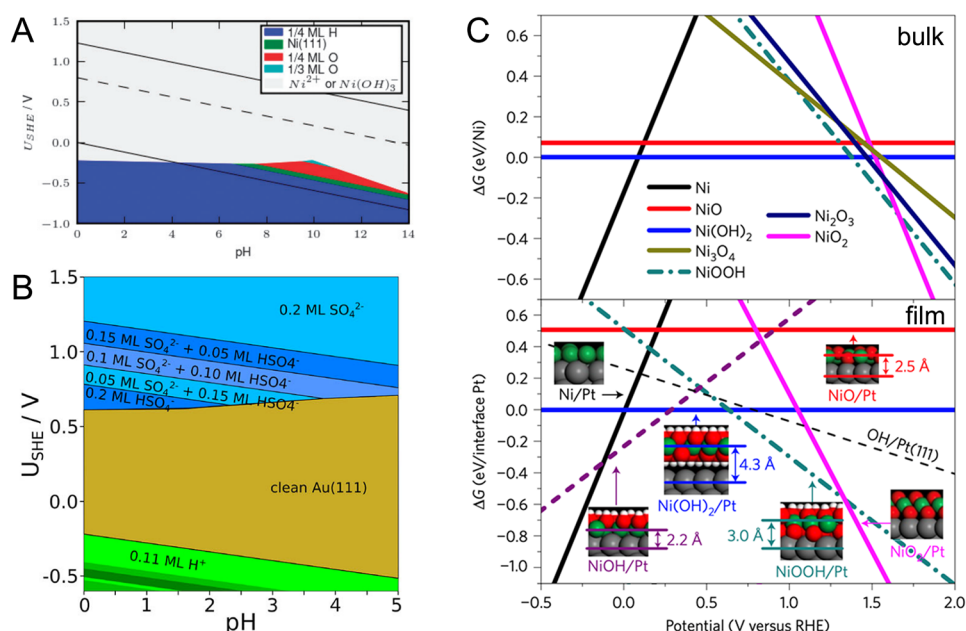 A
1.5
1.0
0.5
0.0
−0.5
−1.0
U_SHE / V
1/4 ML H
Ni(111)
1/4 ML O
1/3 ML O
Ni²⁺ or Ni(OH)₃⁻
0 2 4 6 8 10 12 14
pH
B
1.5
1.0
0.5
0.0
-0.5
U_SHE / V
0.2 ML SO₄²⁻
0.15 ML SO₄²⁻ + 0.05 ML HSO4⁻
0.1 ML SO₄²⁻ + 0.10 ML HSO4⁻
0.05 ML SO₄²⁻ + 0.15 ML HSO4⁻
0.2 ML HSO₄⁻
clean Au(111)
0.11 ML H⁺
0 1 2 3 4 5
pH
C
bulk
0.6
0.4
0.2
0.0
-0.2
-0.4
-0.6
ΔG (eV/Ni)
Ni
NiO
Ni(OH)₂
Ni₃O₄
NiOOH
Ni₂O₃
NiO₂
film
0.6
0.4
0.2
0.0
-0.2
-0.4
-0.6
-0.8
-1.0
ΔG (eV/interface Pt)
Ni/Pt
2.5 Å
NiO/Pt
OH/Pt(111)
4.3 Å
Ni(OH)₂/Pt
2.2 Å
NiOH/Pt
3.0 Å
NiOOH/Pt
NiO₂/Pt
-0.5 0.0 0.5 1.0 1.5 2.0
Potential (V versus RHE)